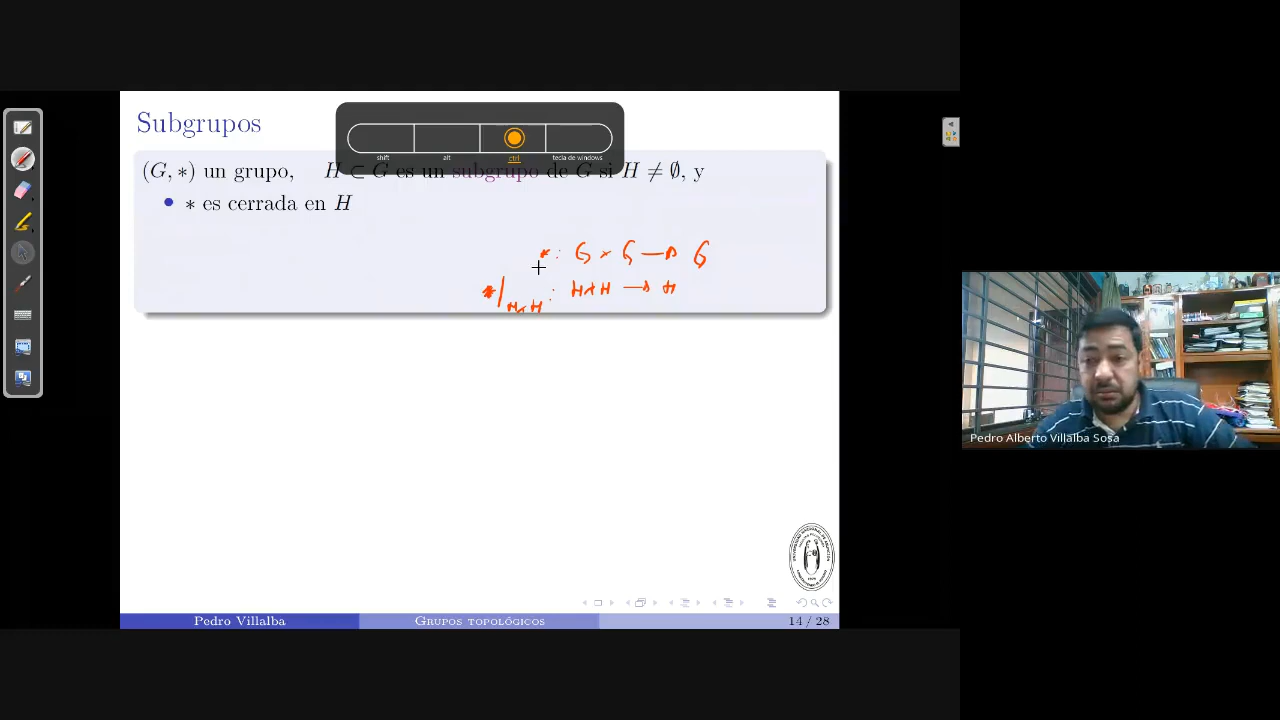 Subgrupos
shift alt ctrl tecla de windows
(G, ∗) un grupo, H ⊂ G es un subgrupo de G si H ≠ ∅, y
• ∗ es cerrada en H
*: G × G → G
*|H×H : H×H → H
Pedro Alberto Villalba Sosa
Pedro Villalba Grupos topológicos 14 / 28